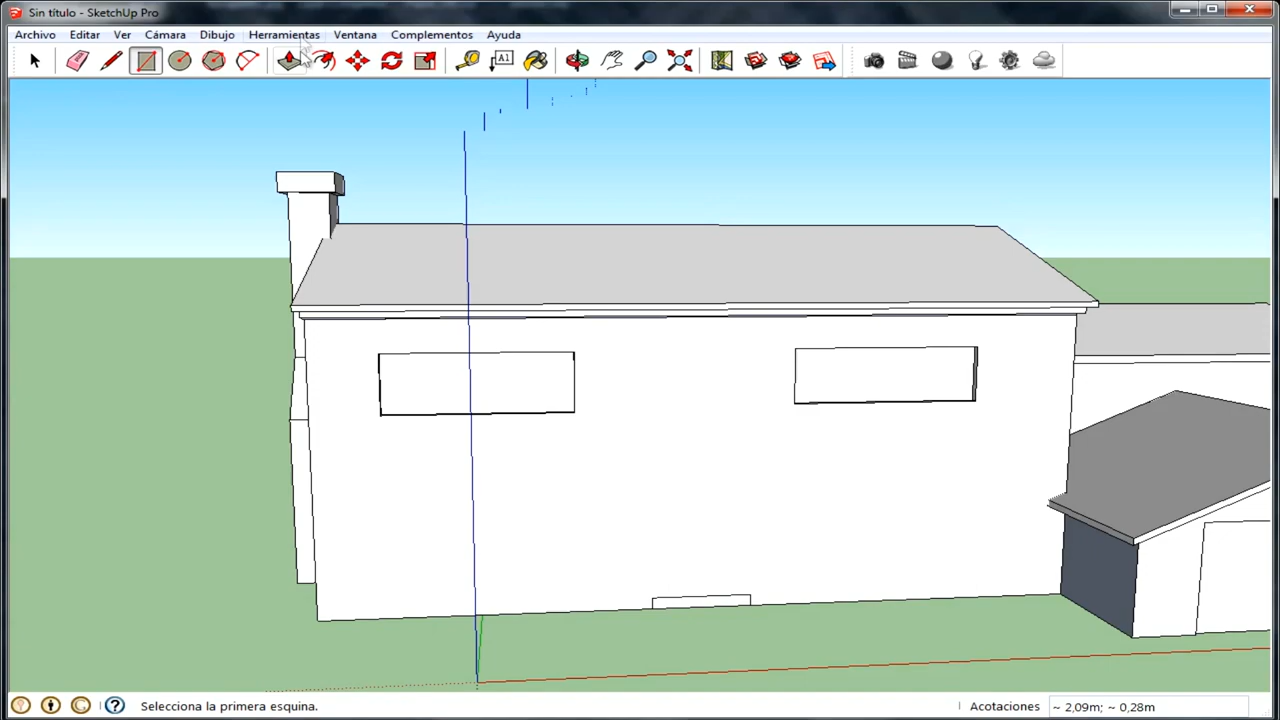 Sin título - SketchUp Pro
Archivo Editar Ver Cámara Dibujo Herramientas Ventana Complementos Ayuda
A1
Selecciona la primera esquina. Acotaciones ~ 2,09m; ~ 0,28m